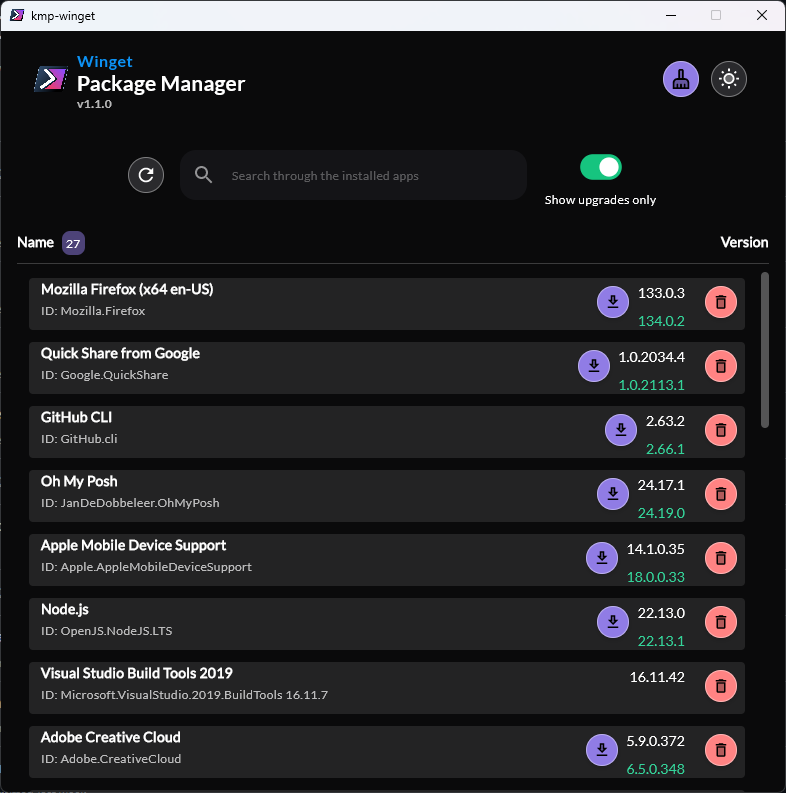 kmp-winget
Winget
Package Manager
v1.1.0
Search through the installed apps
Show upgrades only
Name 27 Version
Mozilla Firefox (x64 en-US) 133.0.3
ID: Mozilla.Firefox 134.0.2
Quick Share from Google 1.0.2034.4
ID: Google.QuickShare 1.0.2113.1
GitHub CLI 2.63.2
ID: GitHub.cli 2.66.1
Oh My Posh 24.17.1
ID: JanDeDobbeleer.OhMyPosh 24.19.0
Apple Mobile Device Support 14.1.0.35
ID: Apple.AppleMobileDeviceSupport 18.0.0.33
Node.js 22.13.0
ID: OpenJS.NodeJS.LTS 22.13.1
Visual Studio Build Tools 2019 16.11.42
ID: Microsoft.VisualStudio.2019.BuildTools 16.11.7
Adobe Creative Cloud 5.9.0.372
ID: Adobe.CreativeCloud 6.5.0.348